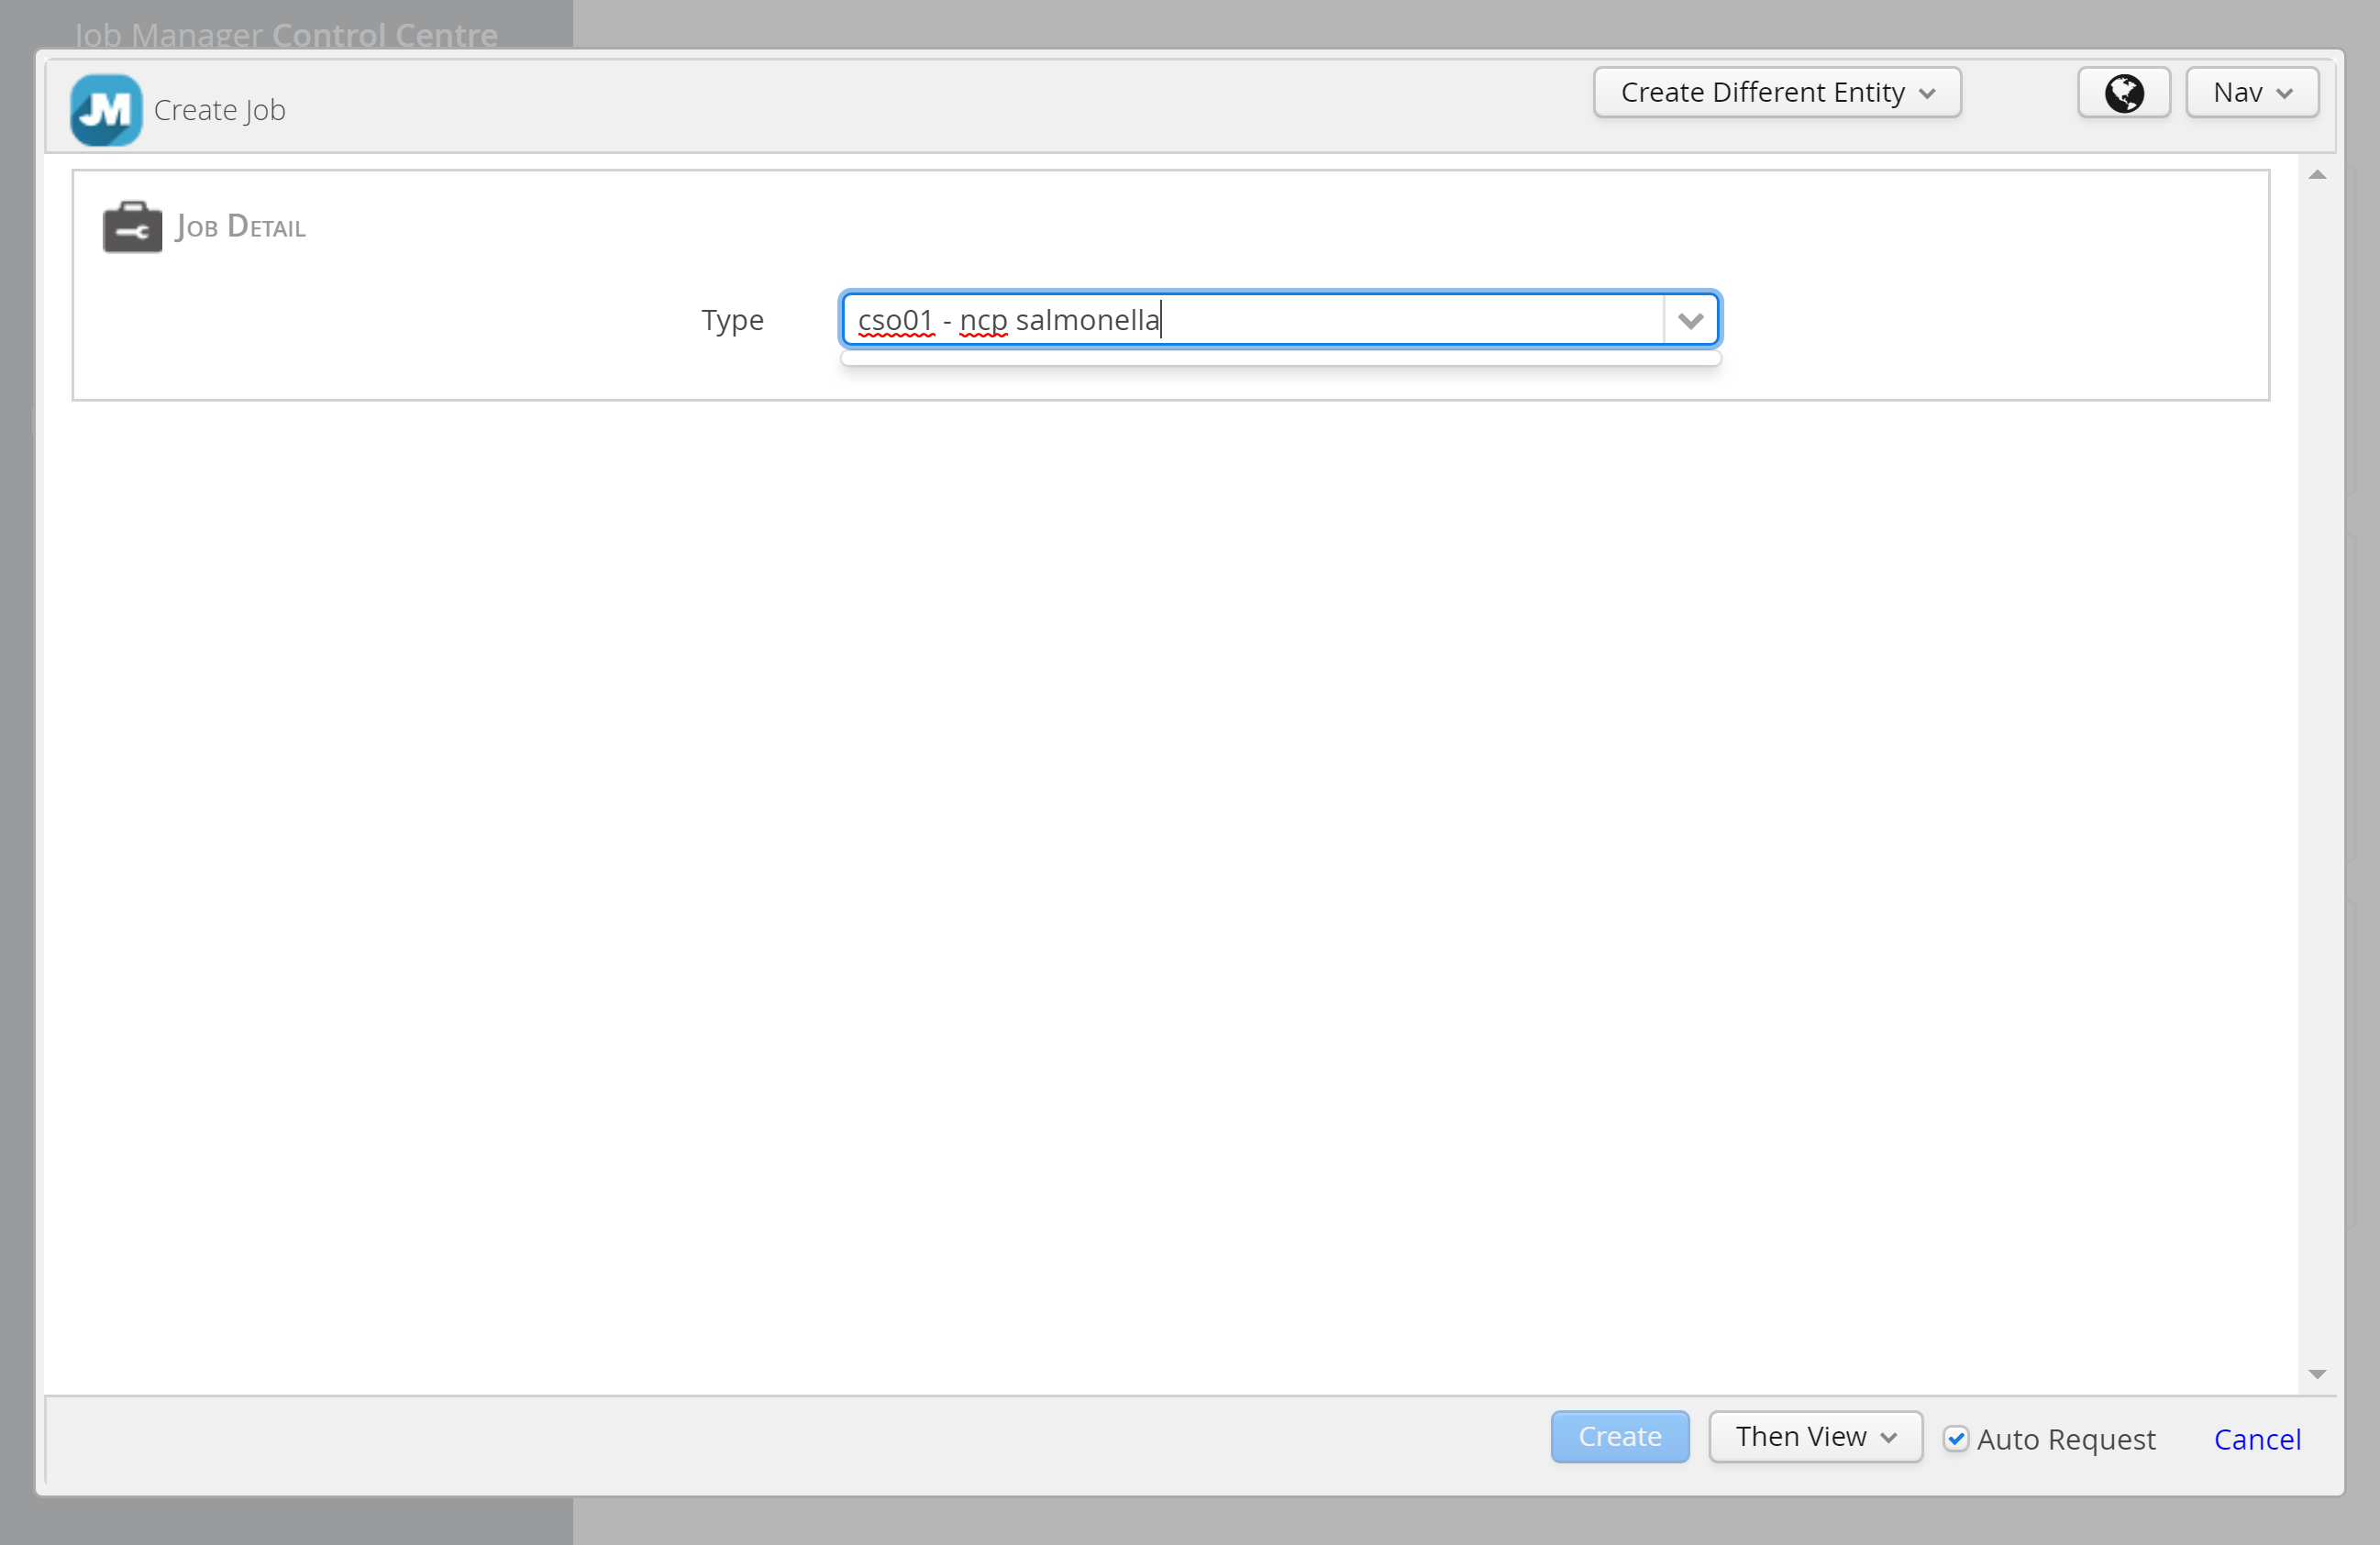 Job Manager Control Centre
JM Create Job
Create Different Entity
Nav
Job Detail
Type
cso01 - ncp salmonella
Create
Then View
Auto Request
Cancel